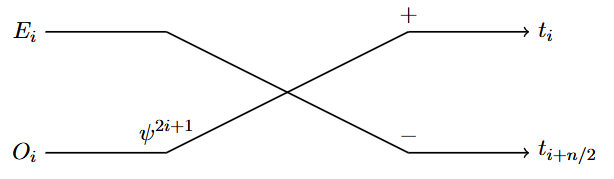 +
E_i t_i
ψ^{2i+1} −
O_i t_{i+n/2}